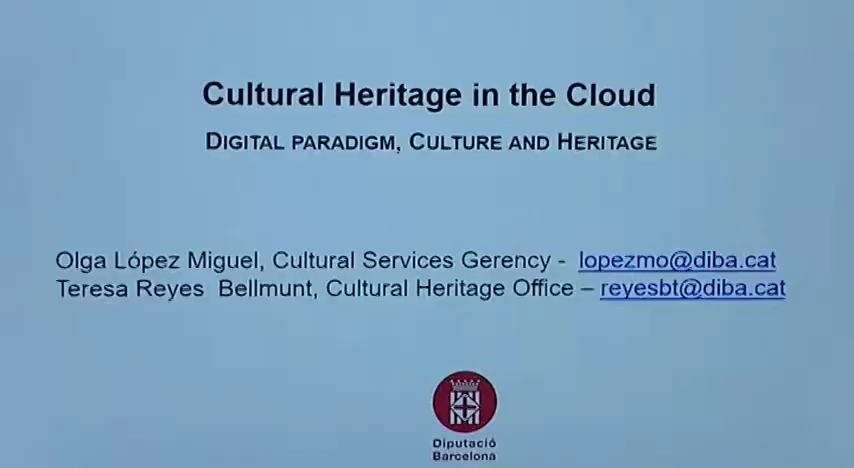 Cultural Heritage in the Cloud
DIGITAL PARADIGM, CULTURE AND HERITAGE
Olga López Miguel, Cultural Services Gerency - lopezmo@diba.cat
Teresa Reyes Bellmunt, Cultural Heritage Office – reyesbt@diba.cat
Diputació
Barcelona